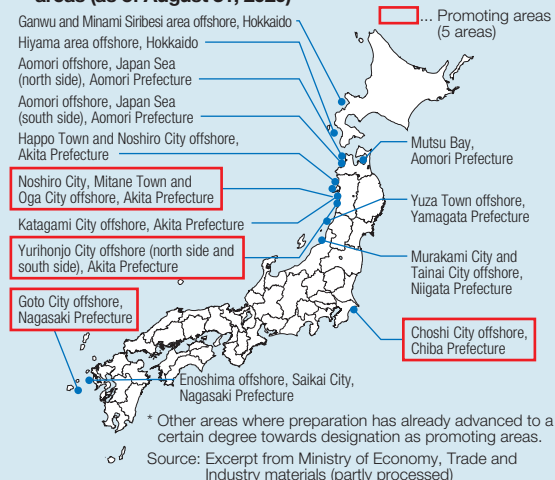 areas (as of August 31, 2020)
... Promoting areas
(5 areas)
Ganwu and Minami Siribesi area offshore, Hokkaido
Hiyama area offshore, Hokkaido
Aomori offshore, Japan Sea
(north side), Aomori Prefecture
Aomori offshore, Japan Sea
(south side), Aomori Prefecture
Happo Town and Noshiro City offshore,
Akita Prefecture
Noshiro City, Mitane Town and
Oga City offshore, Akita Prefecture
Katagami City offshore, Akita Prefecture
Yurihonjo City offshore (north side and
south side), Akita Prefecture
Goto City offshore,
Nagasaki Prefecture
Mutsu Bay,
Aomori Prefecture
Yuza Town offshore,
Yamagata Prefecture
Murakami City and
Tainai City offshore,
Niigata Prefecture
Choshi City offshore,
Chiba Prefecture
Enoshima offshore, Saikai City,
Nagasaki Prefecture
* Other areas where preparation has already advanced to a
certain degree towards designation as promoting areas.
Source: Excerpt from Ministry of Economy, Trade and
Industry materials (partly processed)